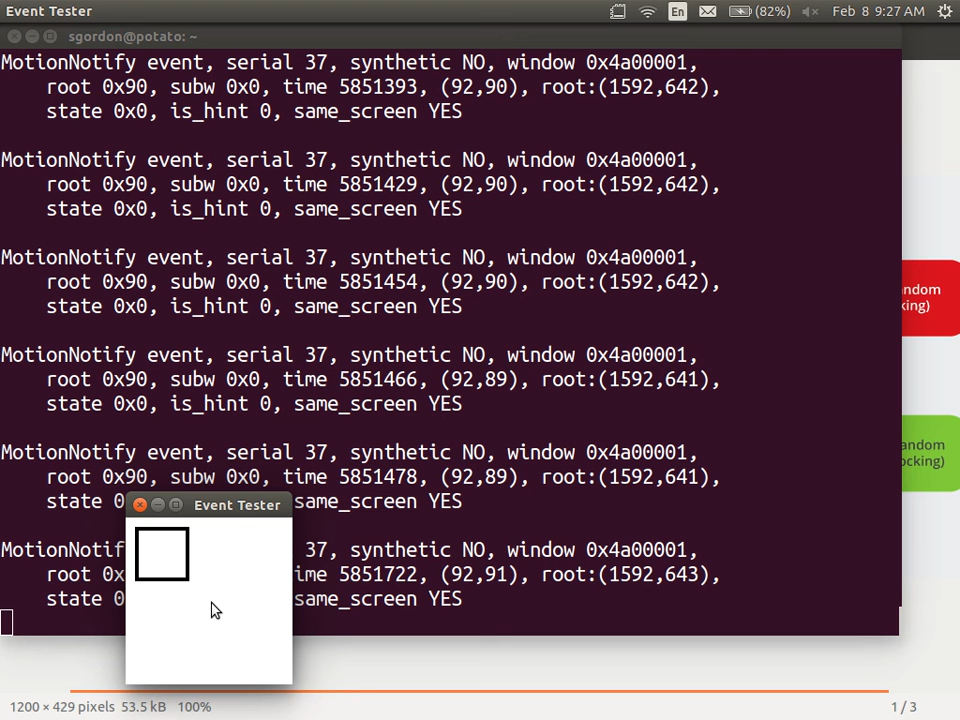 Event Tester
En
(82%)
Feb 8 9:27 AM
sgordon@potato: ~
MotionNotify event, serial 37, synthetic NO, window 0x4a00001,
root 0x90, subw 0x0, time 5851393, (92,90), root:(1592,642),
state 0x0, is_hint 0, same_screen YES
MotionNotify event, serial 37, synthetic NO, window 0x4a00001,
root 0x90, subw 0x0, time 5851429, (92,90), root:(1592,642),
state 0x0, is_hint 0, same_screen YES
MotionNotify event, serial 37, synthetic NO, window 0x4a00001,
root 0x90, subw 0x0, time 5851454, (92,90), root:(1592,642),
state 0x0, is_hint 0, same_screen YES
MotionNotify event, serial 37, synthetic NO, window 0x4a00001,
root 0x90, subw 0x0, time 5851466, (92,89), root:(1592,641),
state 0x0, is_hint 0, same_screen YES
MotionNotify event, serial 37, synthetic NO, window 0x4a00001,
root 0x90, subw 0x0, time 5851478, (92,89), root:(1592,641),
state 0 same_screen YES
Event Tester
MotionNotif 37, synthetic NO, window 0x4a00001,
root 0x ime 5851722, (92,91), root:(1592,643),
state 0 same_screen YES
ndom
king)
andom
ocking)
1200 × 429 pixels 53.5 kB 100%
1 / 3